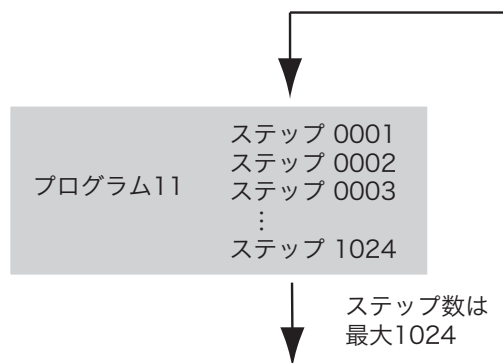 ステップ 0001
ステップ 0002
プログラム11 ステップ 0003
⋮
ステップ 1024
ステップ数は
最大1024